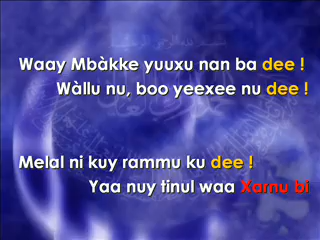 Waay Mbàkke yuuxu nan ba dee !
Wàllu nu, boo yeexee nu dee !
Melal ni kuy rammu ku dee !
Yaa nuy tinul waa Xarnu bi